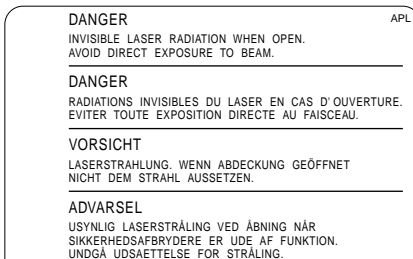 DANGER APL
INVISIBLE LASER RADIATION WHEN OPEN.
AVOID DIRECT EXPOSURE TO BEAM.
DANGER
RADIATIONS INVISIBLES DU LASER EN CAS D'OUVERTURE.
EVITER TOUTE EXPOSITION DIRECTE AU FAISCEAU.
VORSICHT
LASERSTRAHLUNG. WENN ABDECKUNG GEÖFFNET
NICHT DEM STRAHL AUSSETZEN.
ADVARSEL
USYNLIG LASERSTRÅLING VED ÅBNING NÅR
SIKKERHEDSAFBRYDERE ER UDE AF FUNKTION.
UNDGÅ UDSAETTELSE FOR STRÅLING.